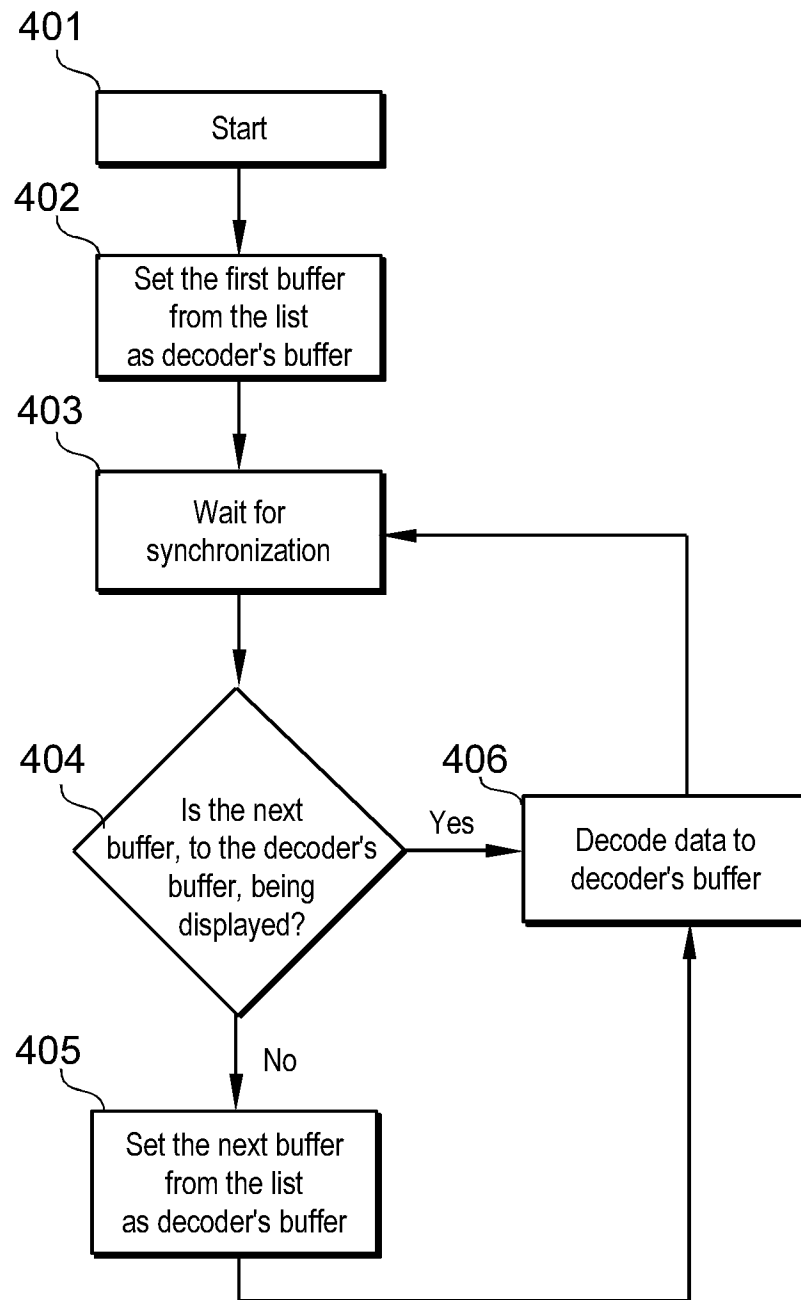 401
Start
402
Set the first buffer
from the list
as decoder's buffer
403
Wait for
synchronization
404
Is the next
buffer, to the decoder's
buffer, being
displayed?
Yes
406
Decode data to
decoder's buffer
No
405
Set the next buffer
from the list
as decoder's buffer